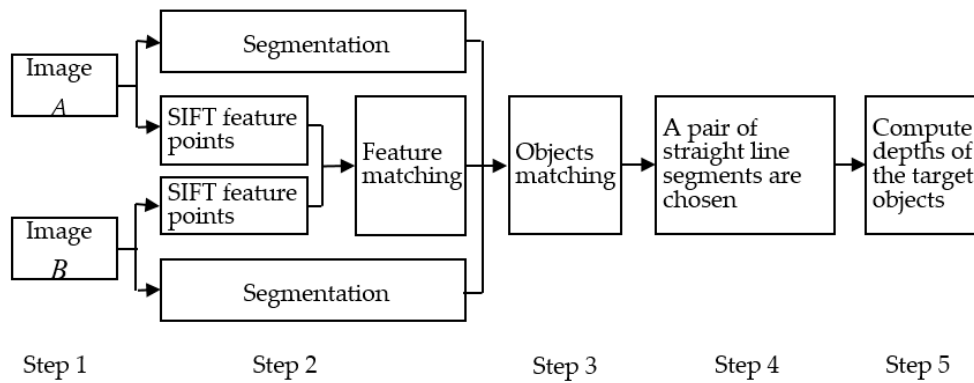 Segmentation
Image
A
SIFT feature
points
Feature
matching
Objects
matching
A pair of
straight line
segments are
chosen
Compute
depths of
the target
objects
SIFT feature
points
Image
B
Segmentation
Step 1
Step 2
Step 3
Step 4
Step 5